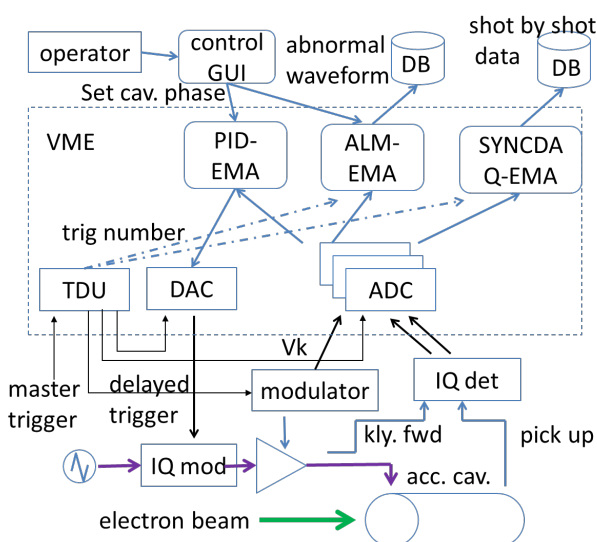 operator
control
GUI
abnormal
waveform
DB
shot by shot
data
DB
Set cav. phase
VME
PID-
EMA
ALM-
EMA
SYNCDA
Q-EMA
trig number
TDU
DAC
ADC
Vk
master
trigger
delayed
trigger
modulator
IQ det
IQ mod
kly. fwd
pick up
acc. cav.
electron beam